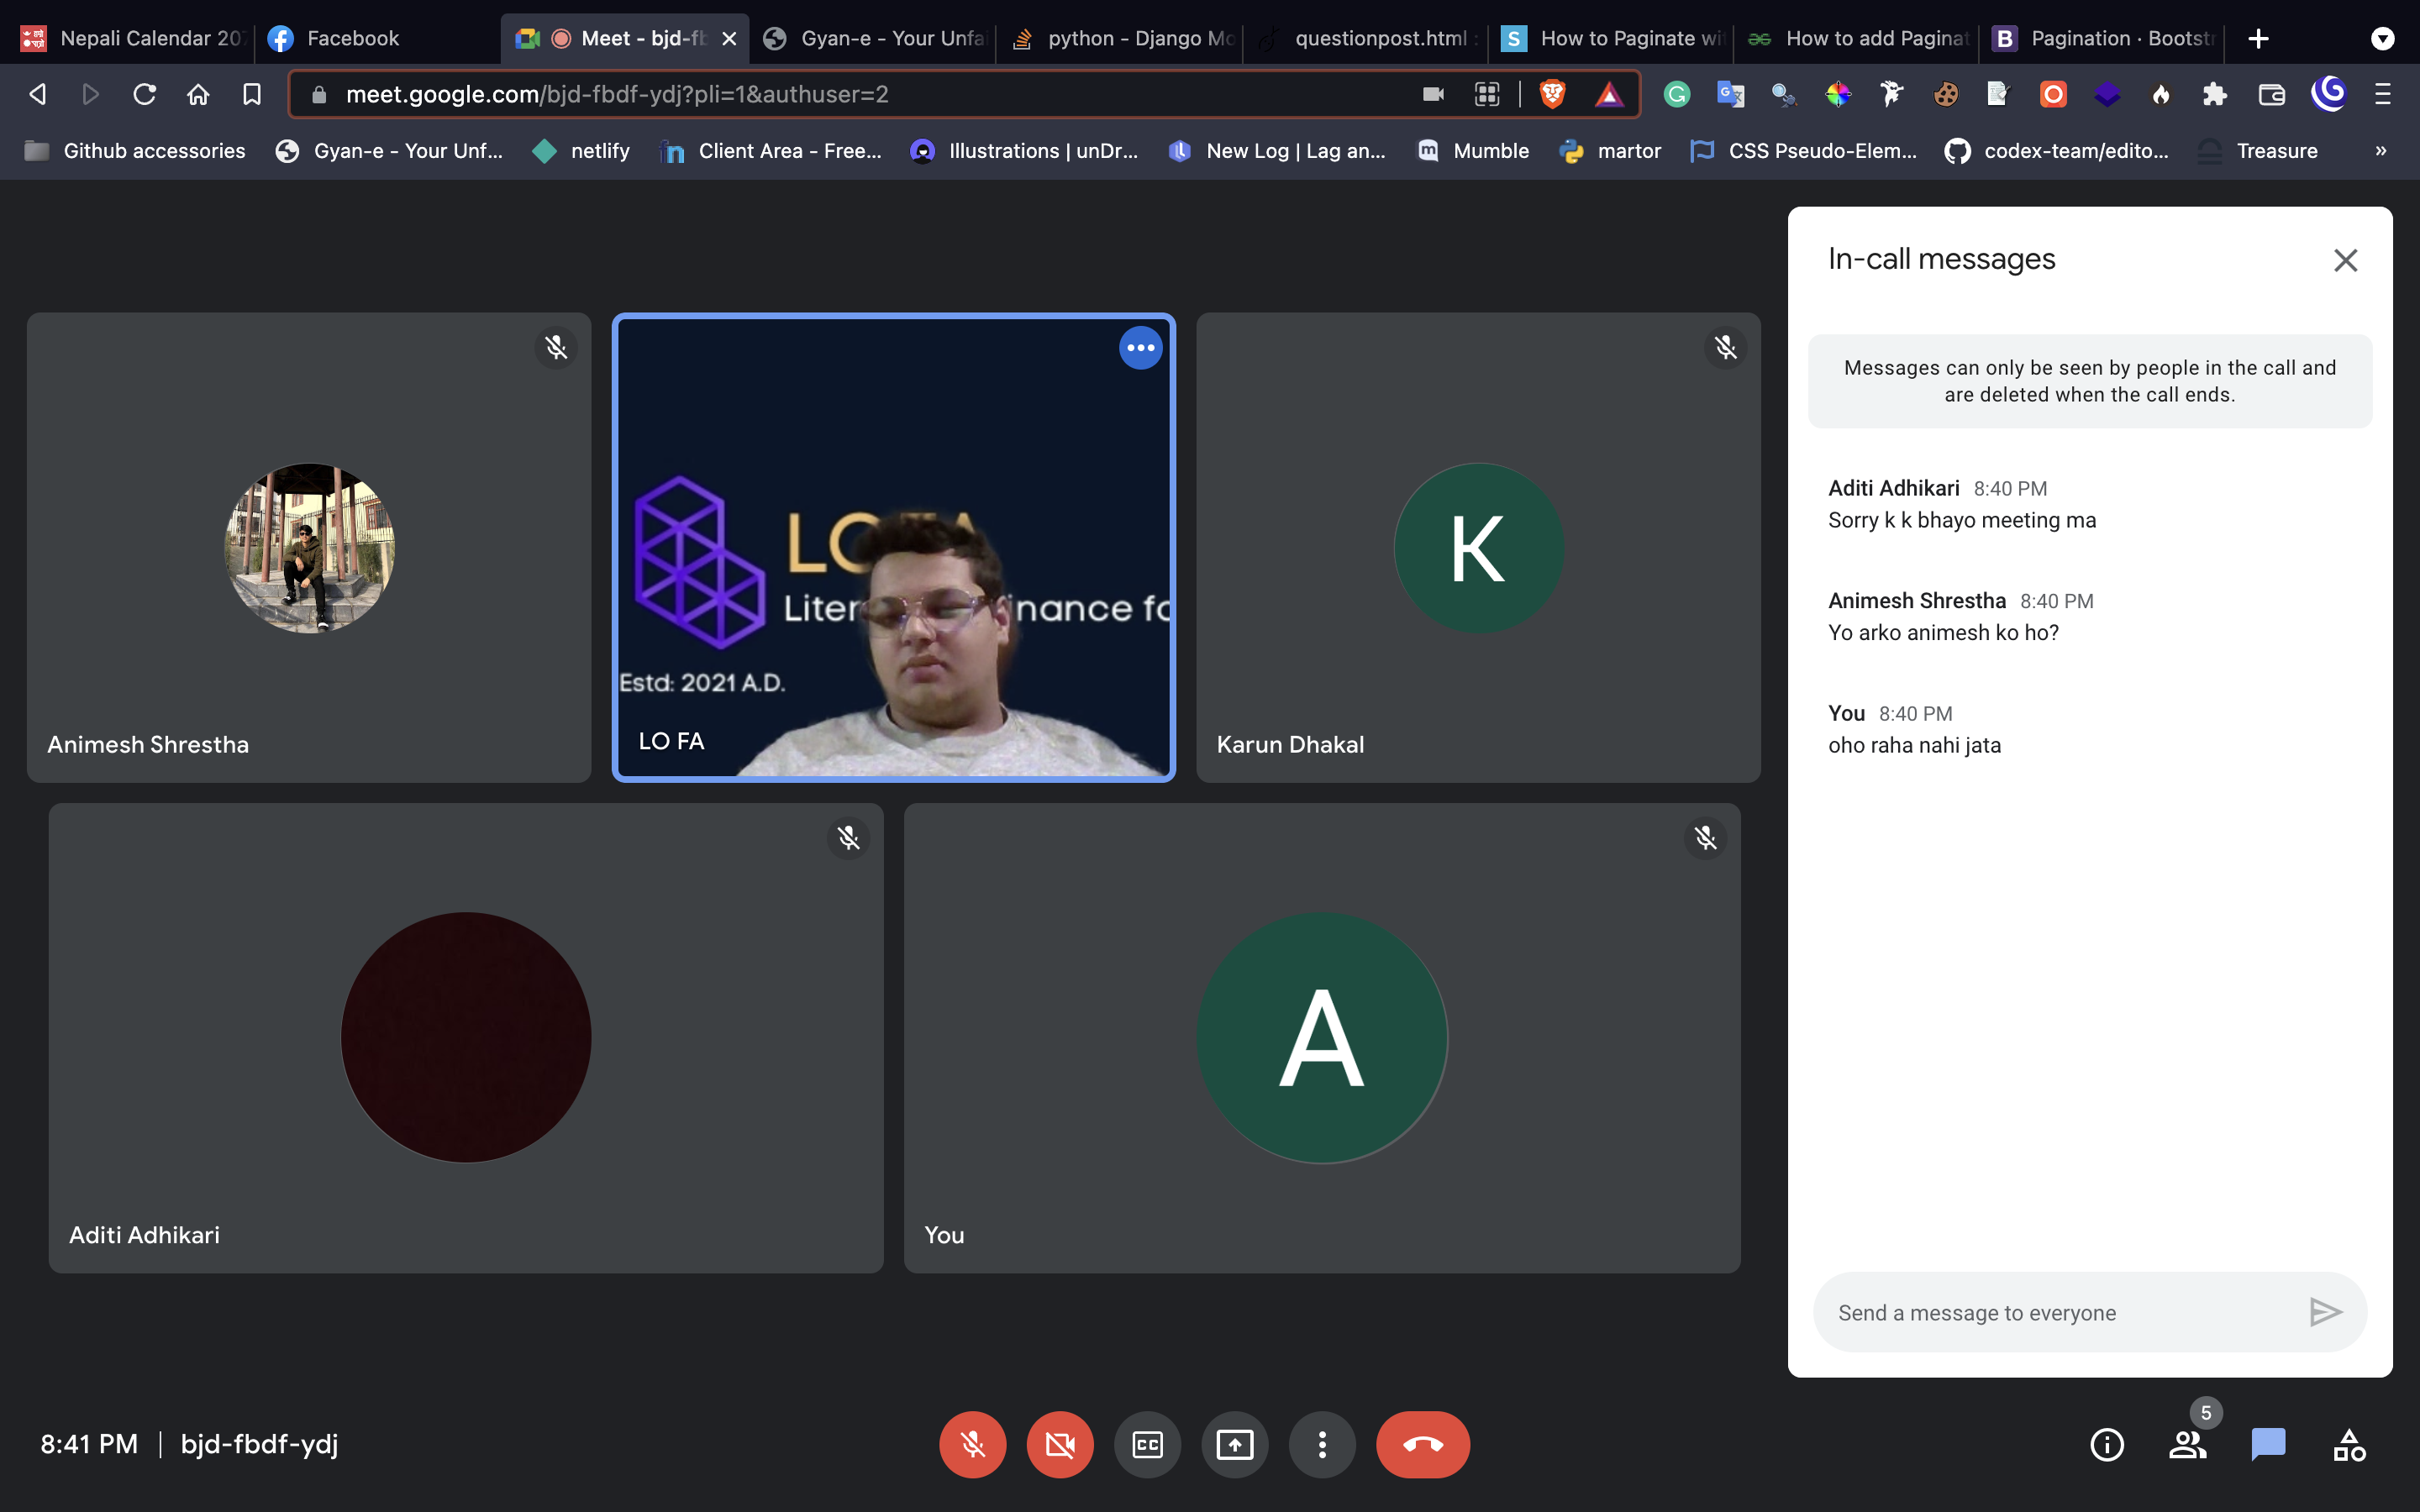 Nepali Calendar 207
Facebook
Meet - bjd-fb
Gyan-e - Your Unfai
python - Django Mo
questionpost.html :
S
How to Paginate wi
How to add Paginat
B
Pagination · Bootst
meet.google.com/bjd-fbdf-ydj?pli=1&authuser=2
Github accessories
Gyan-e - Your Unf...
netlify
Client Area - Free...
Illustrations | unDr...
New Log | Lag an...
Mumble
martor
CSS Pseudo-Elem...
codex-team/edito...
Treasure
»
Animesh Shrestha
LO
Liter
inance fo
Estd: 2021 A.D.
LO FA
K
Karun Dhakal
Aditi Adhikari
A
You
In-call messages
Messages can only be seen by people in the call and
are deleted when the call ends.
Aditi Adhikari 8:40 PM
Sorry k k bhayo meeting ma
Animesh Shrestha 8:40 PM
Yo arko animesh ko ho?
You 8:40 PM
oho raha nahi jata
Send a message to everyone
8:41 PM | bjd-fbdf-ydj
CC
5